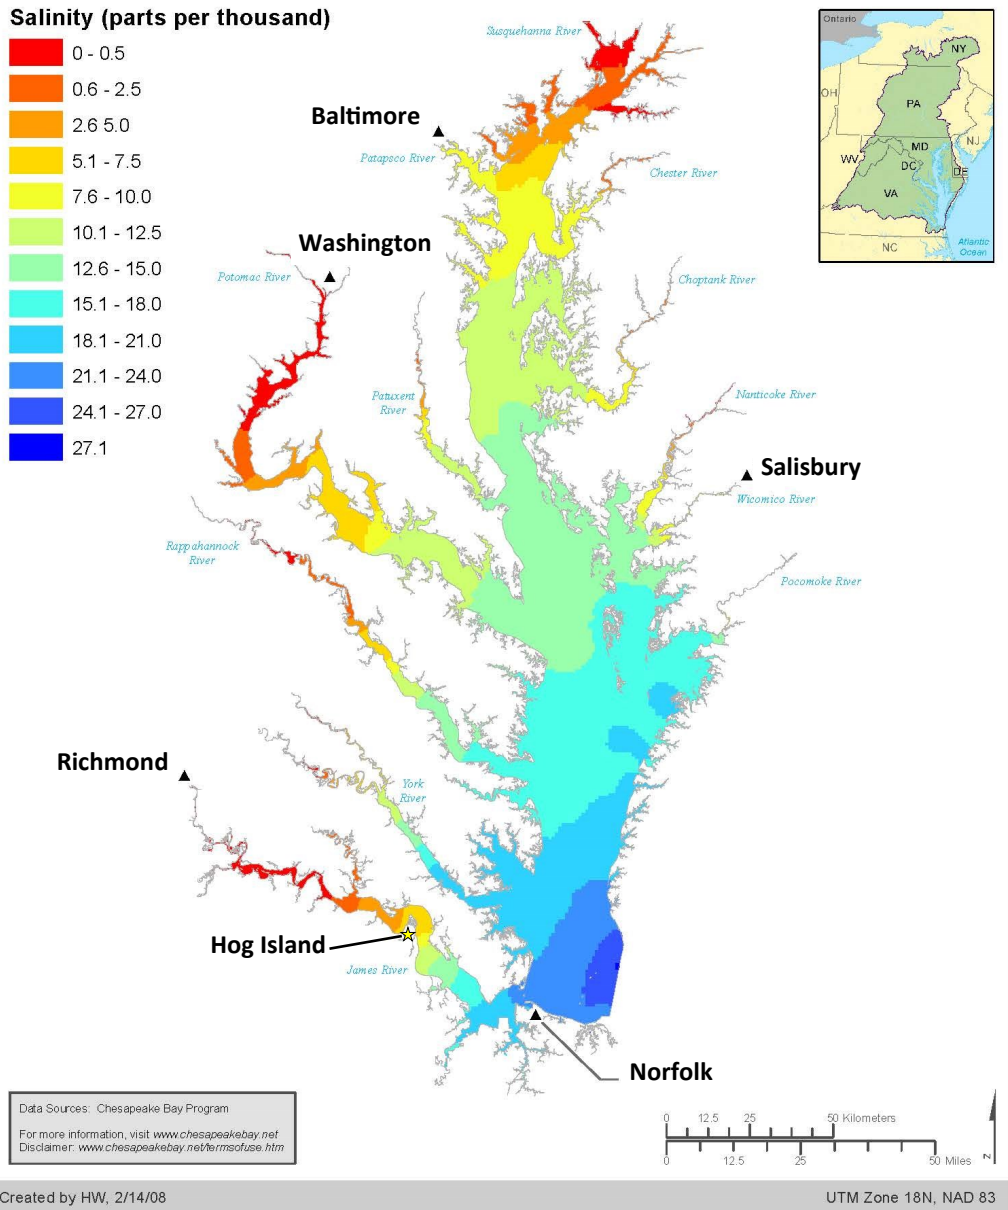 Salinity (parts per thousand)
0 - 0.5
0.6 - 2.5
2.6 5.0
5.1 - 7.5
7.6 - 10.0
10.1 - 12.5
12.6 - 15.0
15.1 - 18.0
18.1 - 21.0
21.1 - 24.0
24.1 - 27.0
27.1
Susquehanna River
Baltimore
Patapsco River
Chester River
Washington
Potomac River
Choptank River
Patuxent
River
Nanticoke River
Salisbury
Wicomico River
Rappahannock
River
Pocomoke River
Richmond
York
River
Hog Island
James River
Norfolk
Ontario
NY
OH
PA
NJ
MD
WV
DC
DE
VA
NC
Atlantic
Ocean
Data Sources: Chesapeake Bay Program
For more information, visit www.chesapeakebay.net
Disclaimer: www.chesapeakebay.net/termsofuse.htm
0 12.5 25 50 Kilometers
0 12.5 25 50 Miles
N
Created by HW, 2/14/08
UTM Zone 18N, NAD 83